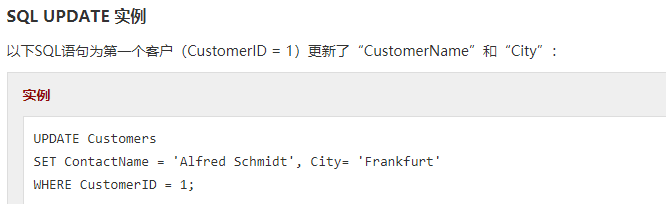 SQL UPDATE 实例
以下SQL语句为第一个客户（CustomerID = 1）更新了“CustomerName”和“City”：
实例
UPDATE Customers
SET ContactName = 'Alfred Schmidt', City= 'Frankfurt'
WHERE CustomerID = 1;